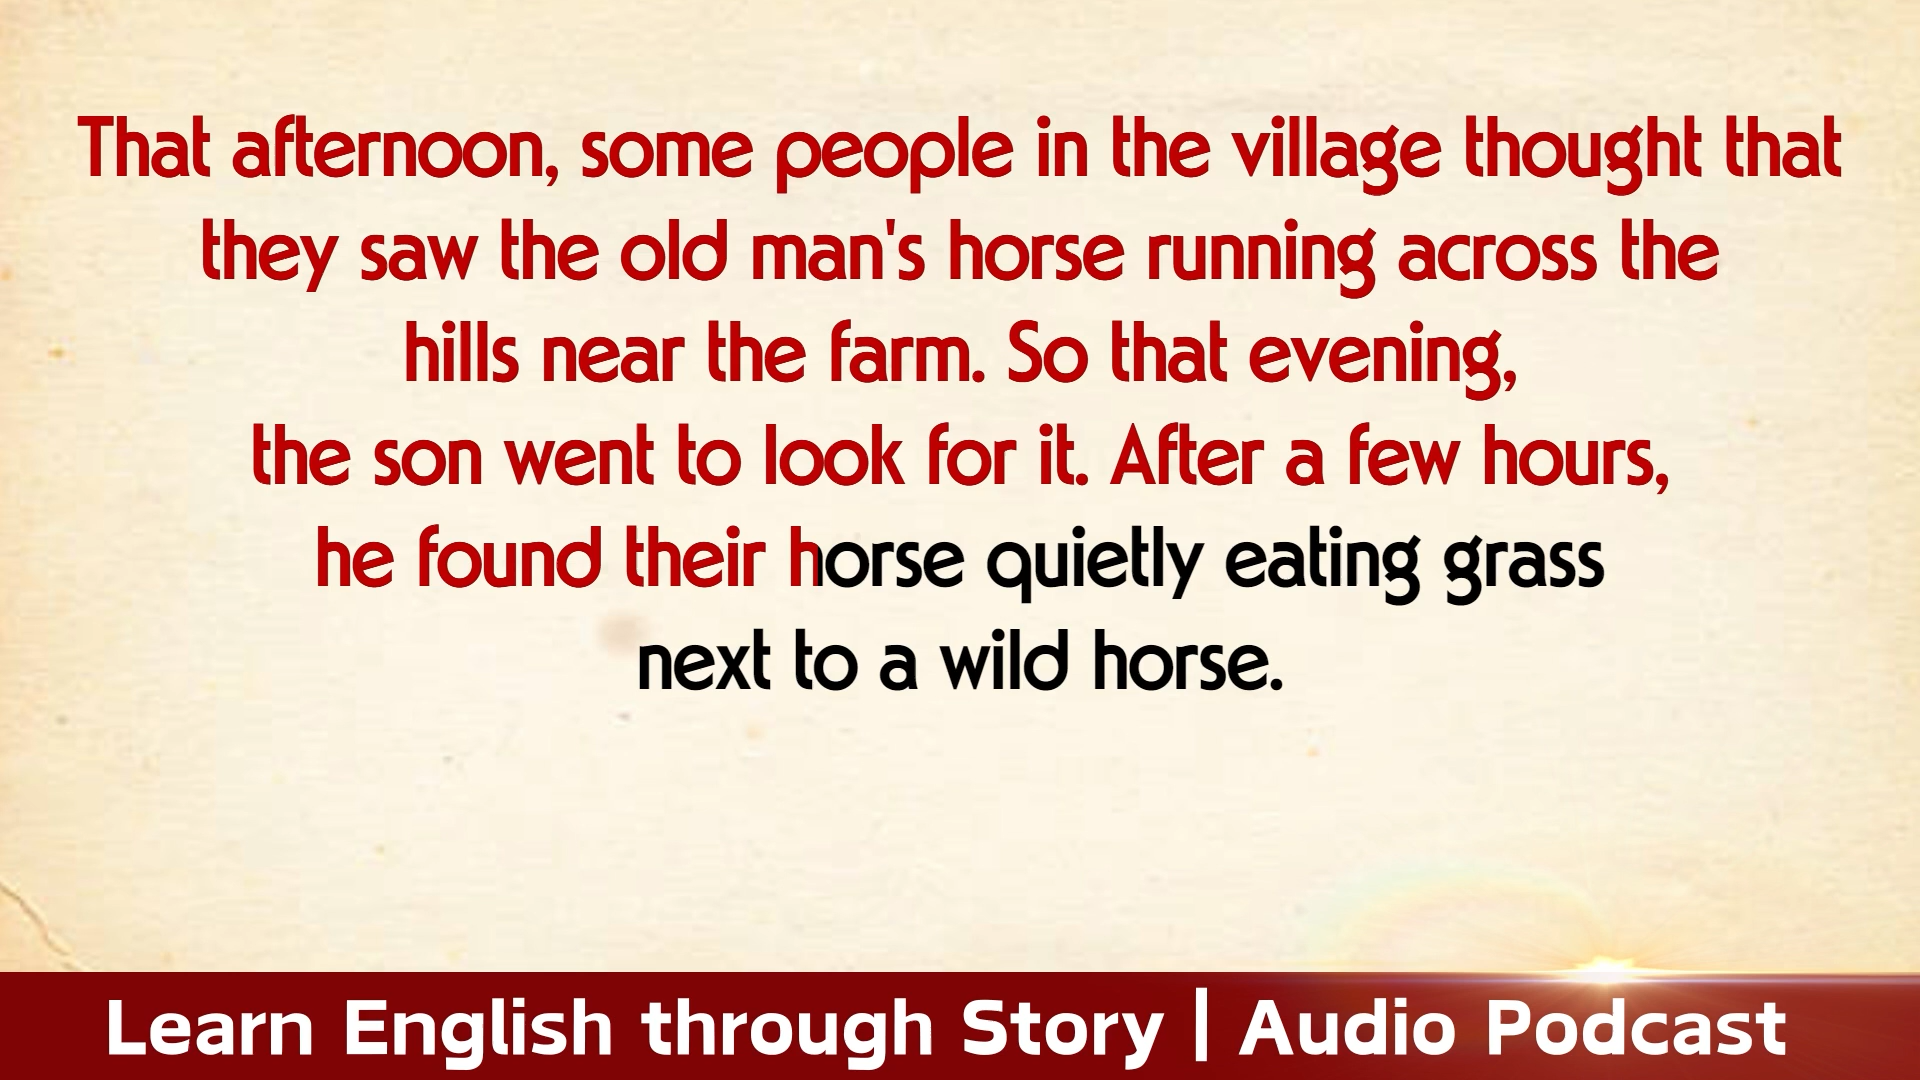 That afternoon, some people in the village thought that
they saw the old man's horse running across the
hills near the farm. So that evening,
the son went to look for it. After a few hours,
he found their horse quietly eating grass
next to a wild horse.
Learn English through Story | Audio Podcast